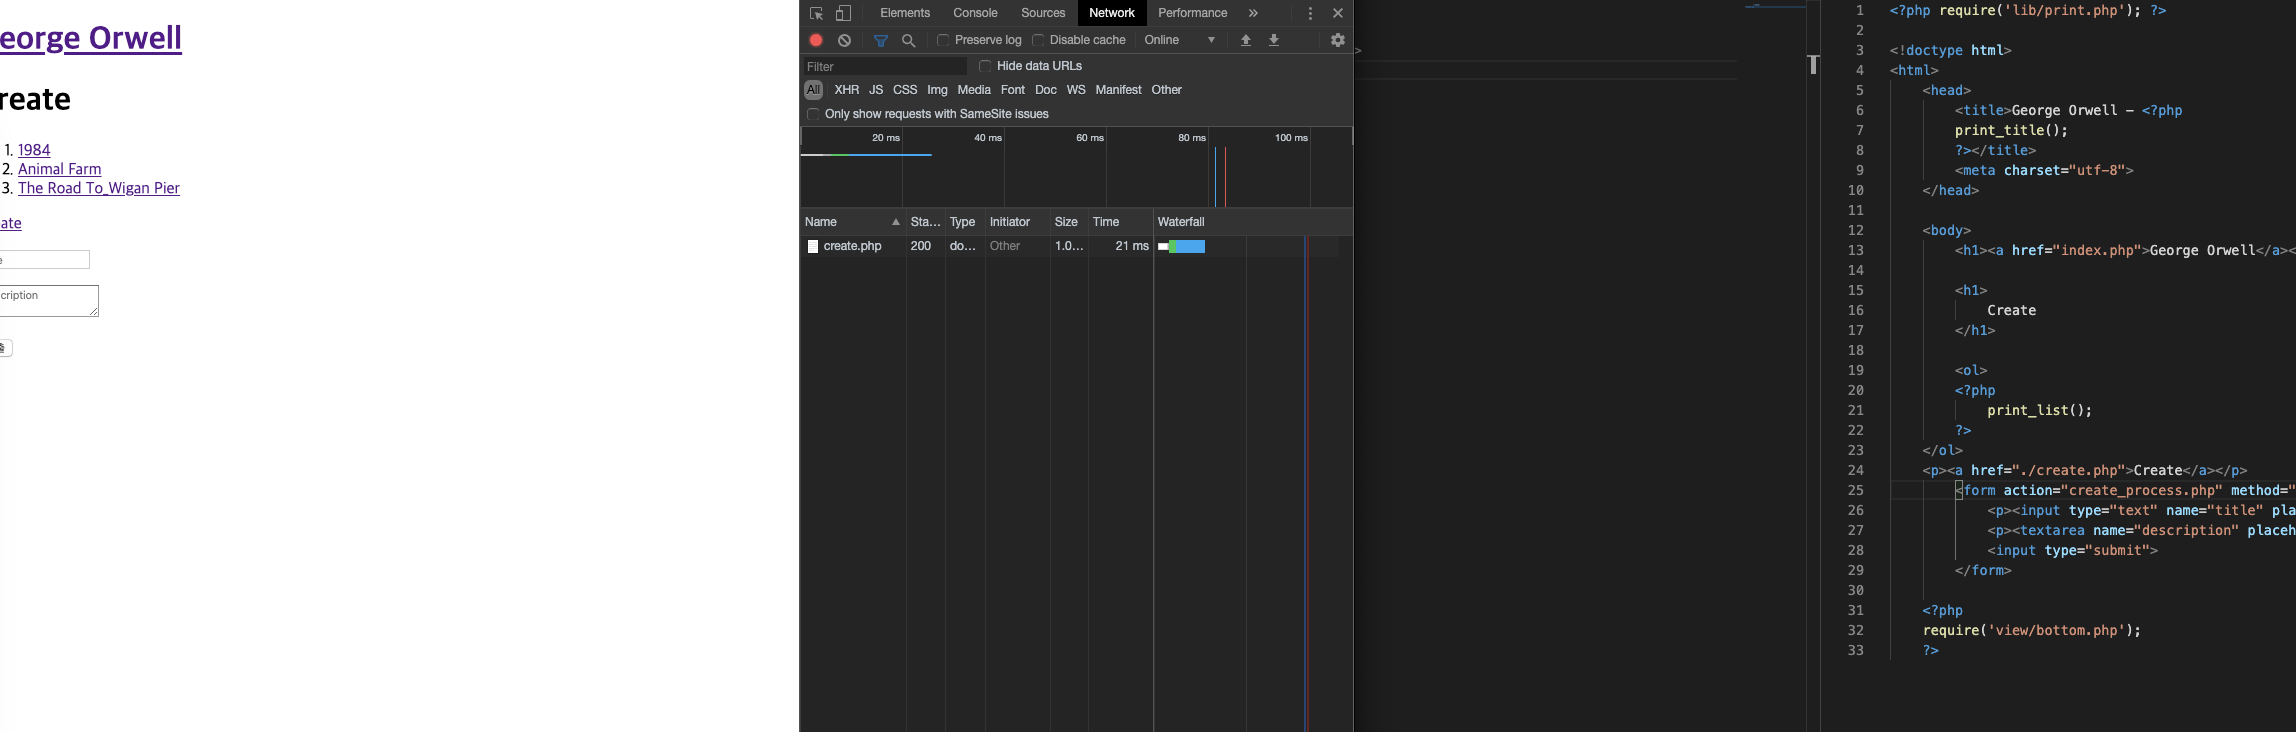 eorge Orwell
reate
1. 1984
2. Animal Farm
3. The Road To_Wigan Pier
ate
cription
Elements Console Sources Network Performance »
Preserve log Disable cache Online
Filter Hide data URLs
All XHR JS CSS Img Media Font Doc WS Manifest Other
Only show requests with SameSite issues
20 ms 40 ms 60 ms 80 ms 100 ms
Name Sta... Type Initiator Size Time Waterfall
create.php 200 do... Other 1.0... 21 ms
>
1 <?php require('lib/print.php'); ?>
2
3 <!doctype html>
4 <html>
5 <head>
6 <title>George Orwell - <?php
7 print_title();
8 ?></title>
9 <meta charset="utf-8">
10 </head>
11
12 <body>
13 <h1><a href="index.php">George Orwell</a><
14
15 <h1>
16 Create
17 </h1>
18
19 <ol>
20 <?php
21 print_list();
22 ?>
23 </ol>
24 <p><a href="./create.php">Create</a></p>
25 <form action="create_process.php" method="
26 <p><input type="text" name="title" pla
27 <p><textarea name="description" placeh
28 <input type="submit">
29 </form>
30
31 <?php
32 require('view/bottom.php');
33 ?>